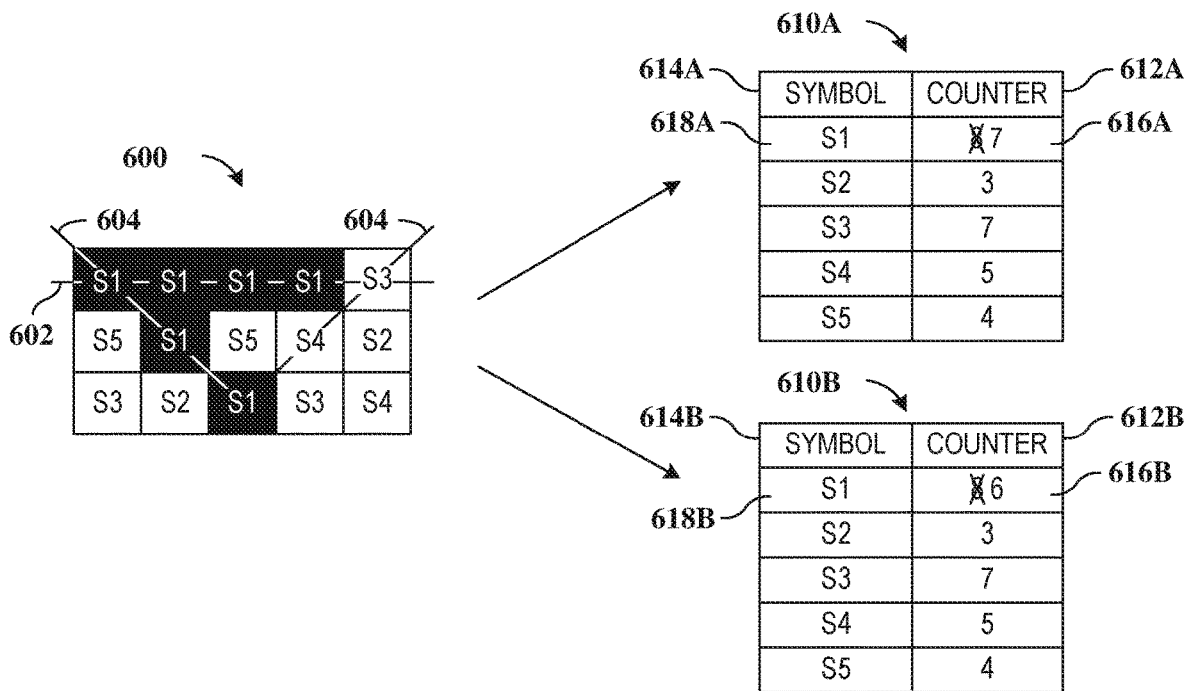 610A
614A
612A
SYMBOL COUNTER
618A
616A
S1 8 7
600
S2 3
604 604
S3 7
S1 S1 S1 S1 S3
S4 5
602
S5 4
S5 S1 S5 S4 S2
S3 S2 S1 S3 S4
610B
614B
612B
SYMBOL COUNTER
616B
S1 8 6
618B
S2 3
S3 7
S4 5
S5 4